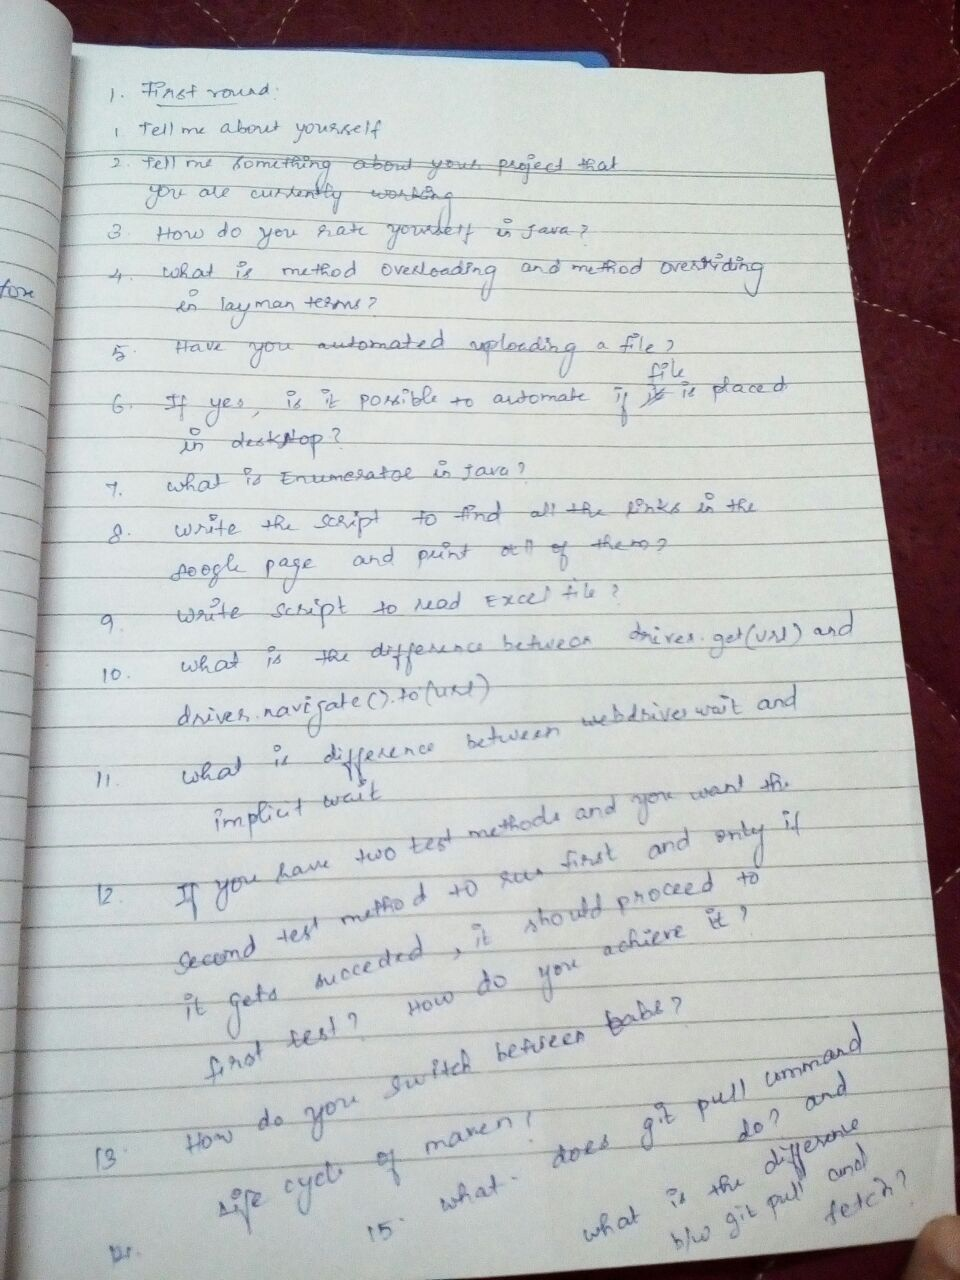 1. First round:
1. Tell me about yourself
2. Tell me something about your project that
you are currently working
3. How do you rate yourself in Java?
4. What is method overloading and method overriding
in layman terms?
5. Have you automated uploading a file?
file
6. If yes, is it possible to automate if is placed
in desktop?
7. What is Enumerator in Java?
8. Write the script to find all the links in the
google page and print all of them?
9. Write script to read Excel file?
10. What is the difference between driver.get(url) and
driver.navigate().to(url)
11. What is difference between webdriver wait and
implicit wait
12. If you have two test methods and you want the
second test method to run first and only if
it gets succeeded, it should proceed to
first test? How do you achieve it?
13. How do you switch between tabs?
14. Life cycle of maven?
15. What does git pull command
do? and
what is the difference
b/w git pull and
fetch?